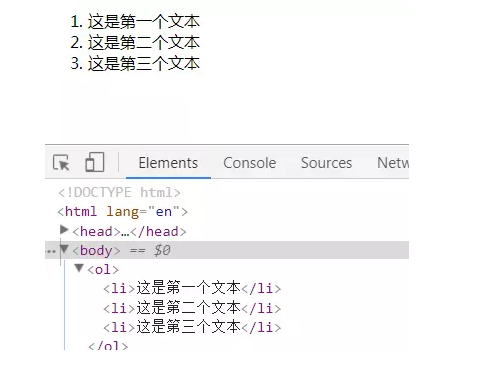 1. 这是第一个文本
2. 这是第二个文本
3. 这是第三个文本
Elements Console Sources Netw
<!DOCTYPE html>
<html lang="en">
<head>…</head>
<body> == $0
<ol>
<li>这是第一个文本</li>
<li>这是第二个文本</li>
<li>这是第三个文本</li>
</ol>